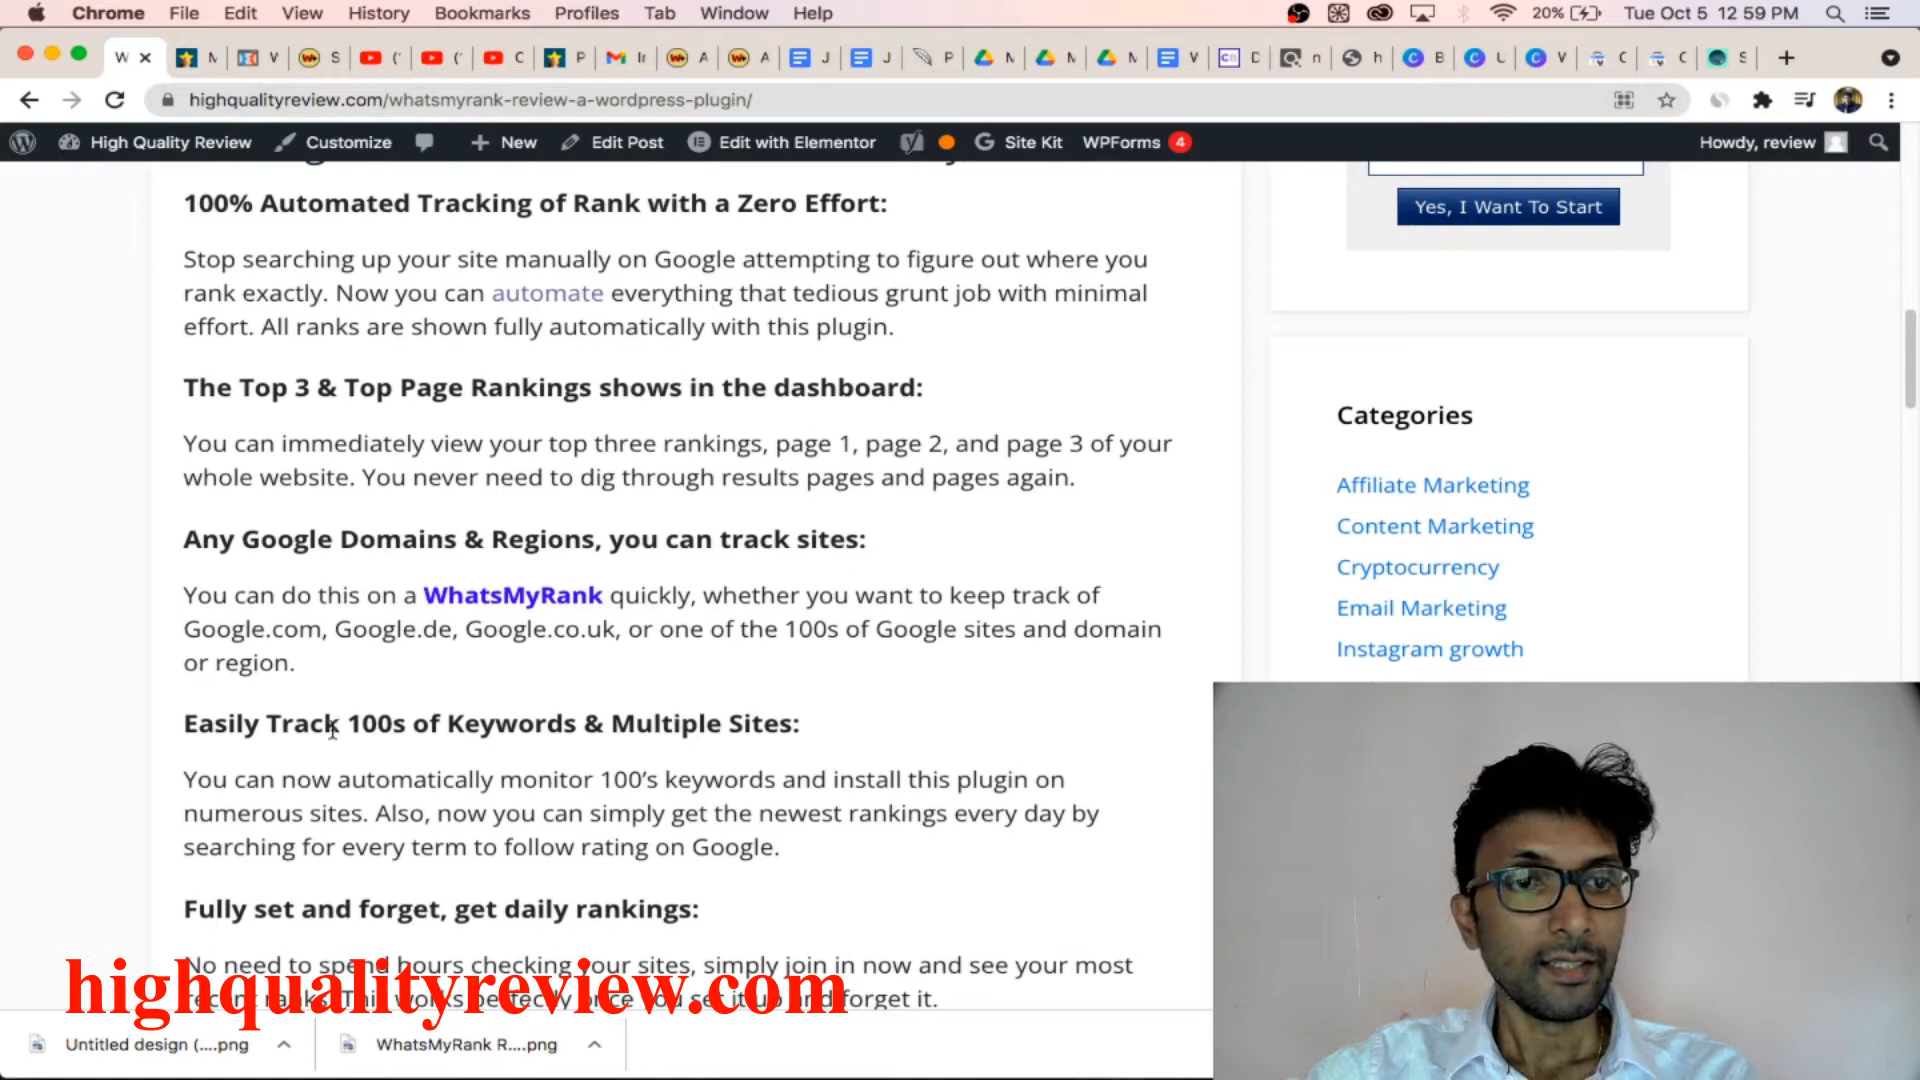 Chrome File Edit View History Bookmarks Profiles Tab Window Help 20% Tue Oct 5 12:59 PM
W M V S ( ( C P Ir A A J J P M M M V D n h B U V C C S
highqualityreview.com/whatsmyrank-review-a-wordpress-plugin/
High Quality Review Customize New Edit Post Edit with Elementor Site Kit WPForms 4 Howdy, review
100% Automated Tracking of Rank with a Zero Effort:
Stop searching up your site manually on Google attempting to figure out where you
rank exactly. Now you can automate everything that tedious grunt job with minimal
effort. All ranks are shown fully automatically with this plugin.
The Top 3 & Top Page Rankings shows in the dashboard:
You can immediately view your top three rankings, page 1, page 2, and page 3 of your
whole website. You never need to dig through results pages and pages again.
Any Google Domains & Regions, you can track sites:
You can do this on a WhatsMyRank quickly, whether you want to keep track of
Google.com, Google.de, Google.co.uk, or one of the 100s of Google sites and domain
or region.
Easily Track 100s of Keywords & Multiple Sites:
You can now automatically monitor 100's keywords and install this plugin on
numerous sites. Also, now you can simply get the newest rankings every day by
searching for every term to follow rating on Google.
Fully set and forget, get daily rankings:
No need to spend hours checking your sites, simply join in now and see your most
recent ranks. This works perfectly once you set it up and forget it.
Yes, I Want To Start
Categories
Affiliate Marketing
Content Marketing
Cryptocurrency
Email Marketing
Instagram growth
highqualityreview.com
Untitled design (....png
WhatsMyRank R....png